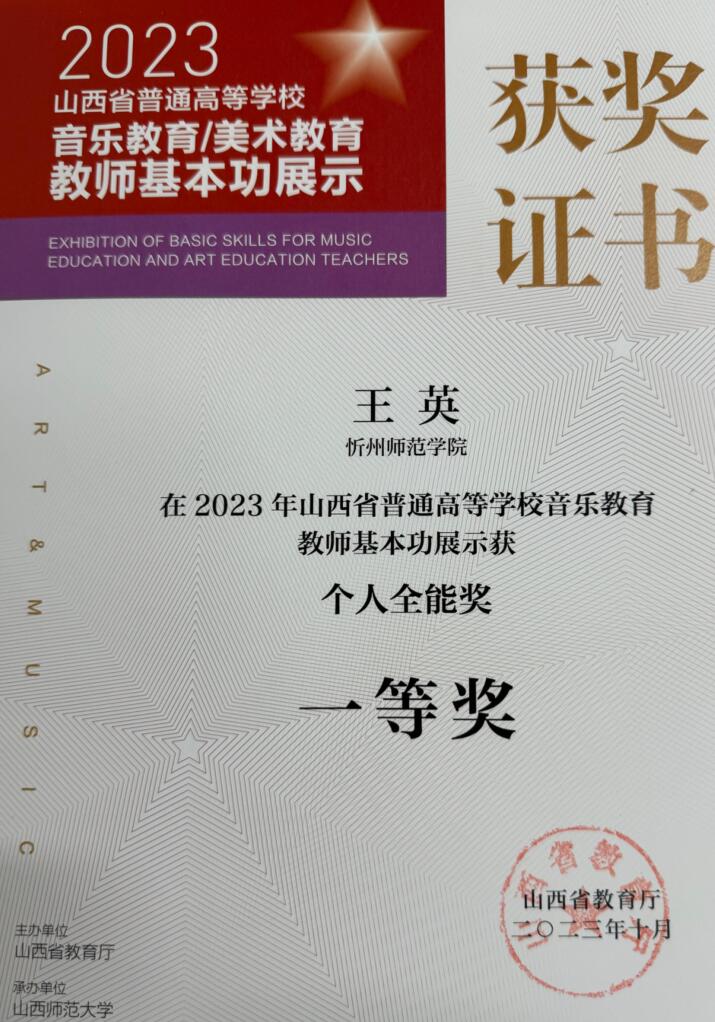 2023
山西省普通高等学校
音乐教育/美术教育
教师基本功展示
EXHIBITION OF BASIC SKILLS FOR MUSIC
EDUCATION AND ART EDUCATION TEACHERS
获奖
证书
ART&MUSIC
王英
忻州师范学院
在2023年山西省普通高等学校音乐教育
教师基本功展示获
个人全能奖
一等奖
山西省教育厅
山西省教育厅
二〇二三年十月
主办单位
山西省教育厅
承办单位
山西师范大学